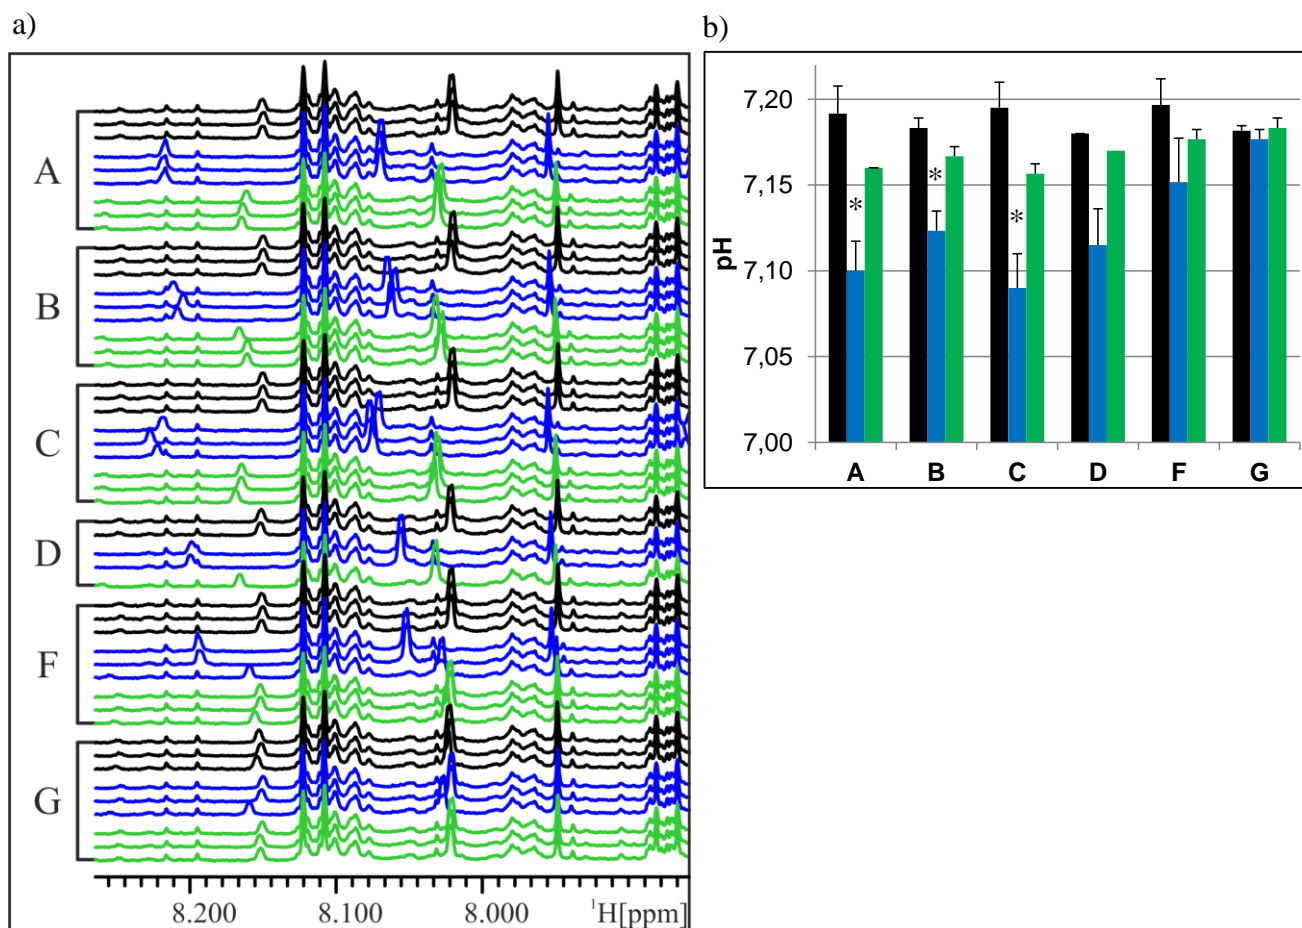 a)
A
B
C
D
F
G
8.200 8.100 8.000 ¹H[ppm]
b)
pH
7,20
7,15
7,10
7,05
7,00
* * *
A B C D F G